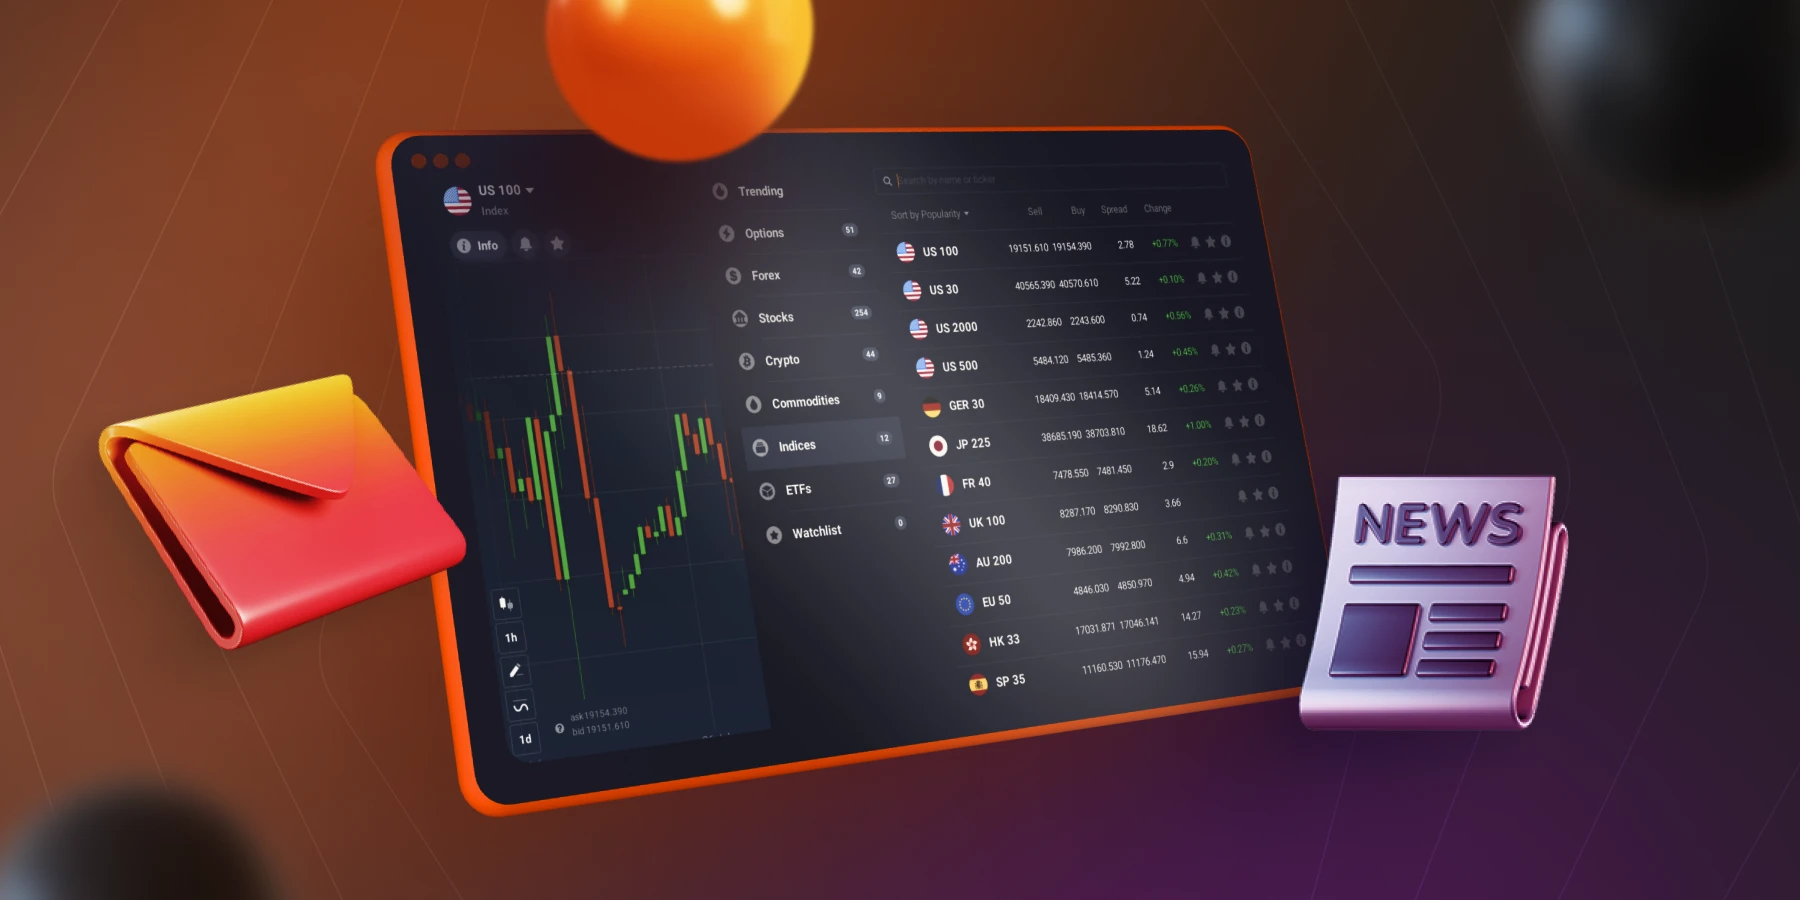 US 100
Index
Info
Trending
Options 51
Forex 42
Stocks 254
Crypto 44
Commodities 9
Indices 12
ETFs 27
Watchlist 0
Search by name or ticker
Sort by Popularity Sell Buy Spread Change
US 100 19151.610 19154.390 2.78 +0.77%
US 30 40565.390 40570.610 5.22 +0.10%
US 2000 2242.860 2243.600 0.74 +0.56%
US 500 5484.120 5485.360 1.24 +0.45%
GER 30 18409.430 18414.570 5.14 +0.26%
JP 225 38685.190 38703.810 18.62 +1.00%
FR 40 7478.550 7481.450 2.9 +0.20%
UK 100 8287.170 8290.830 3.66
AU 200 7986.200 7992.800 6.6 +0.31%
EU 50 4846.030 4850.970 4.94 +0.42%
HK 33 17031.871 17046.141 14.27 +0.23%
SP 35 11160.530 11176.470 15.94 +0.27%
1h
1d
ask 19154.390
bid 19151.610
NEWS